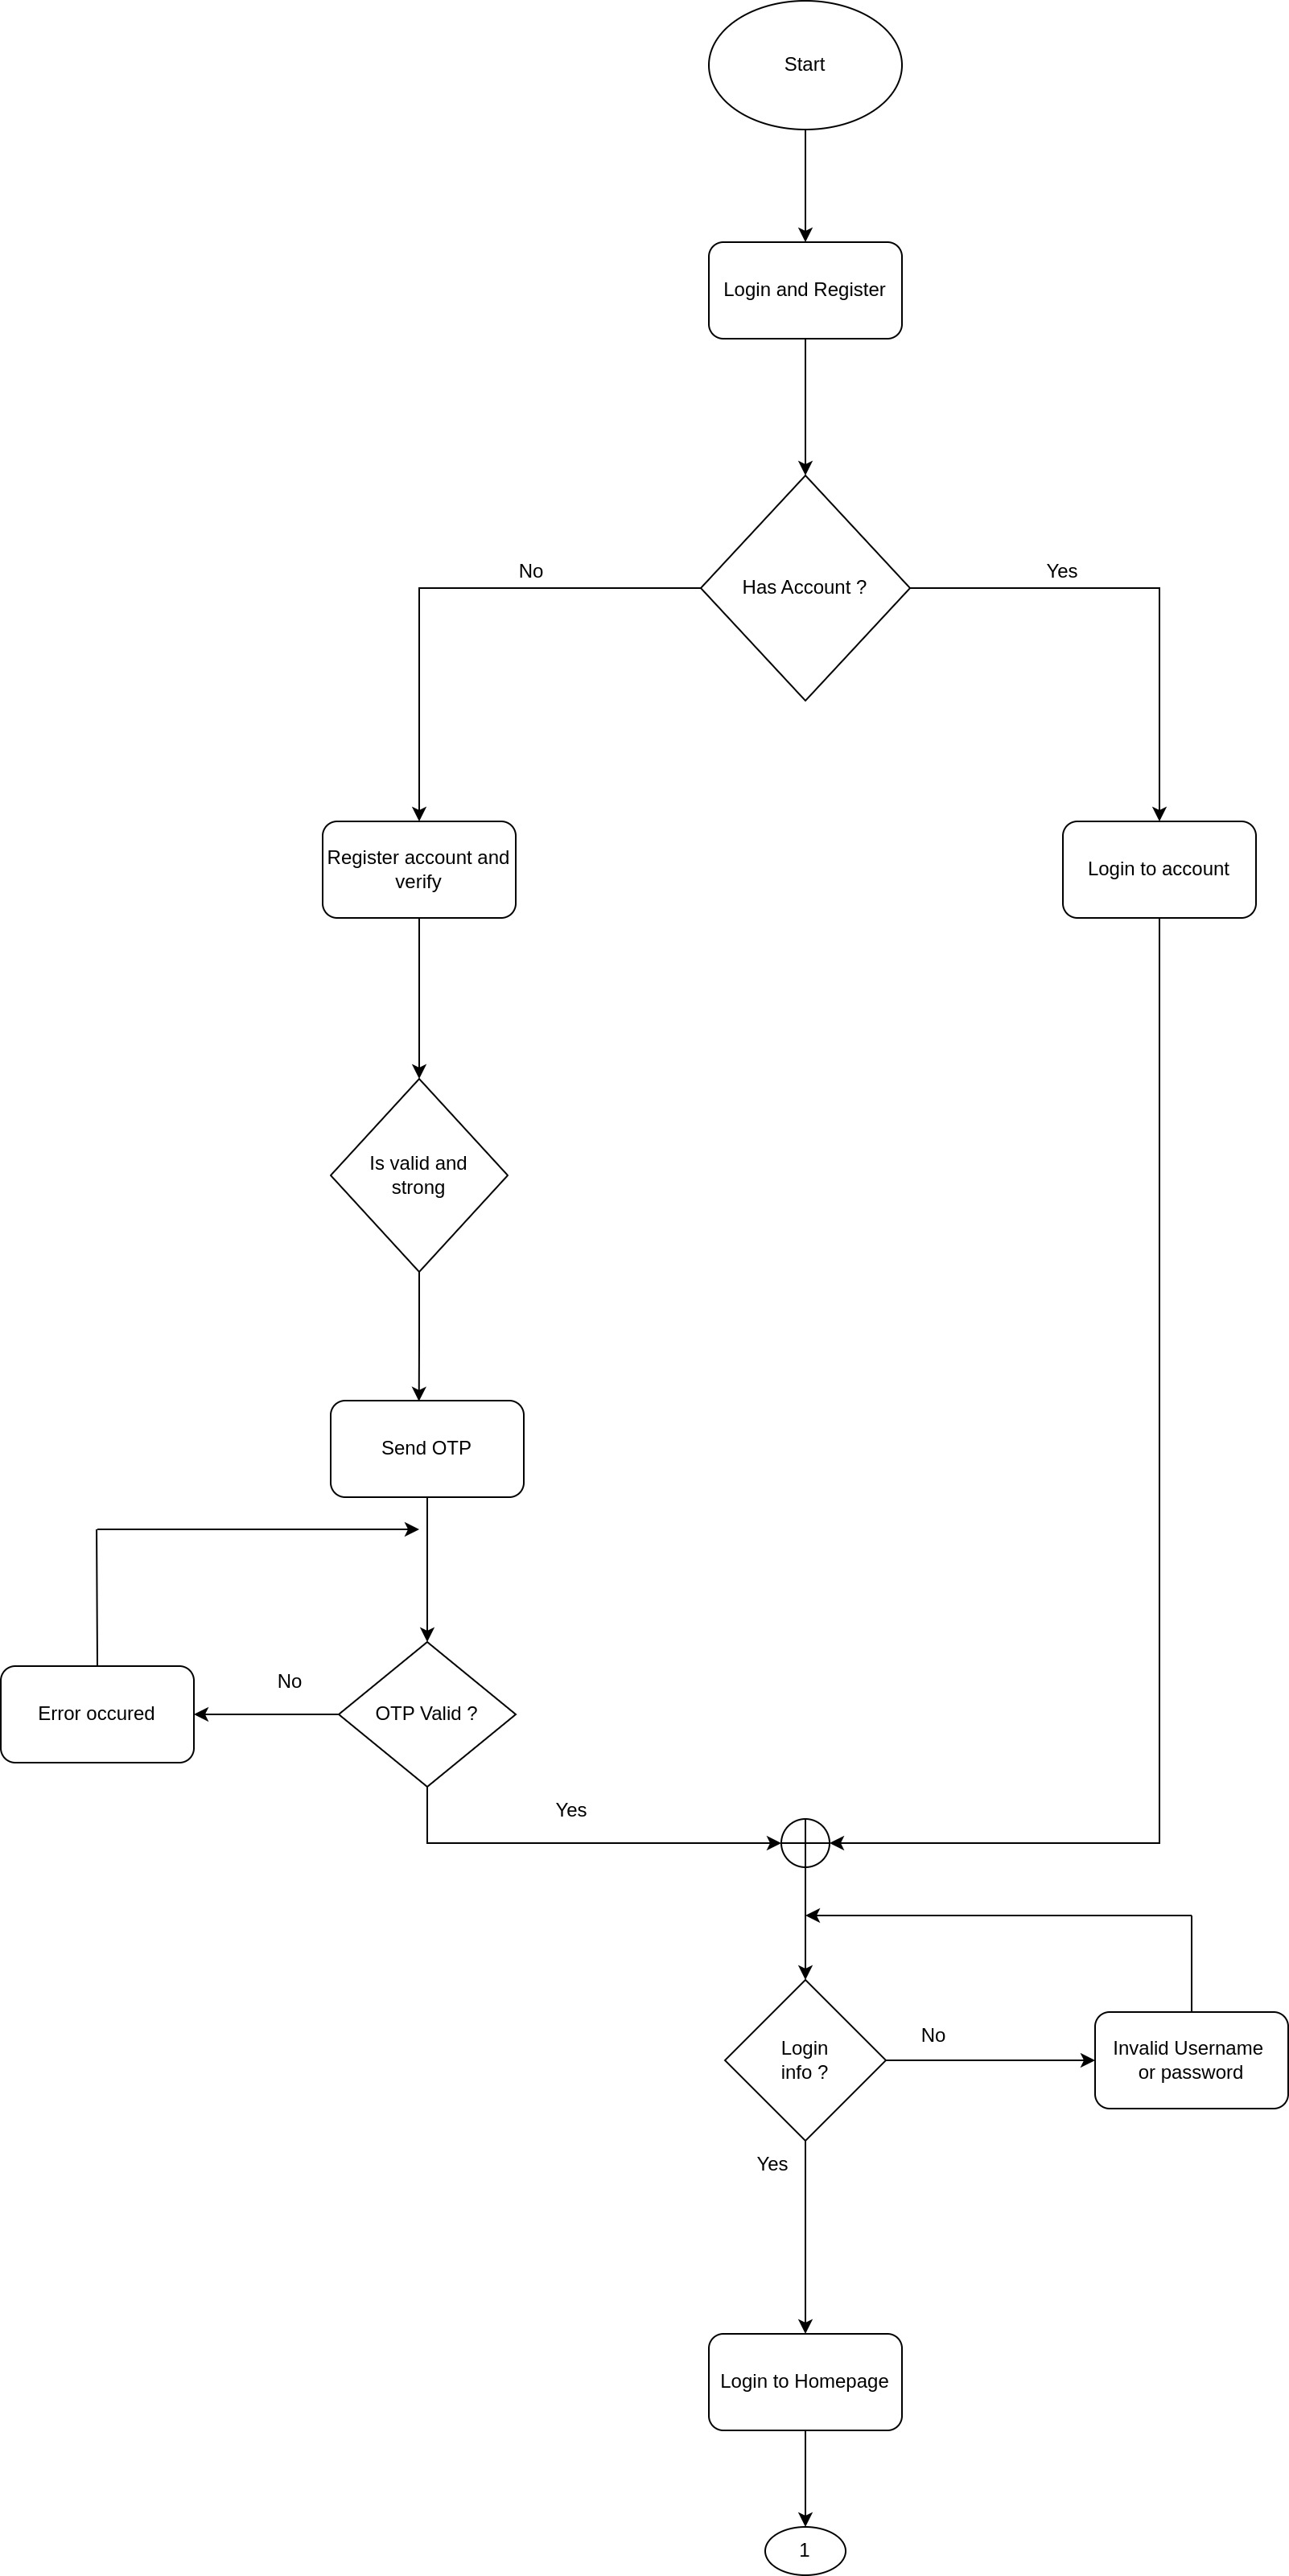 Start
Login and Register
Has Account ?
No
Yes
Register account and
verify
Login to account
Is valid and
strong
Send OTP
No
Error occured
OTP Valid ?
Yes
Login
info ?
No
Invalid Username
or password
Yes
Login to Homepage
1